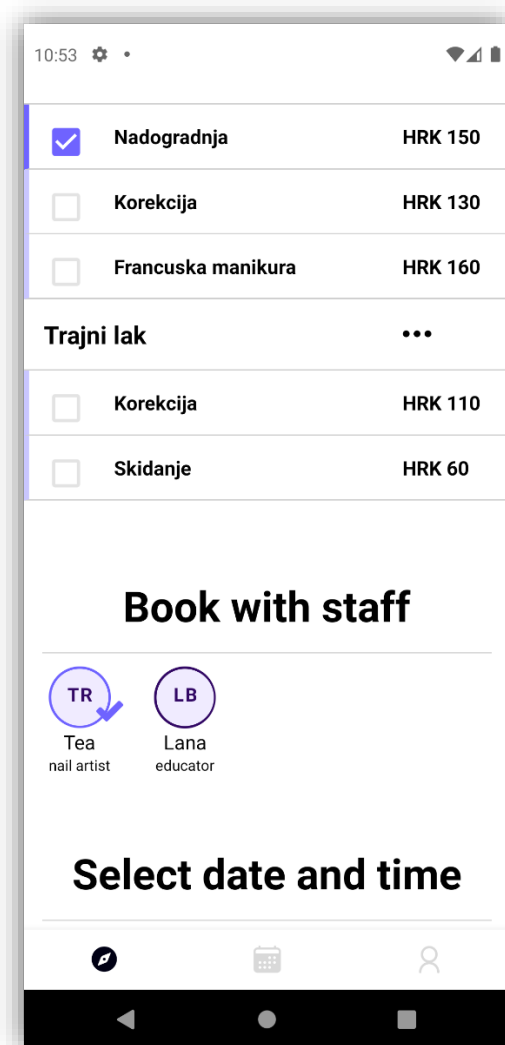 10:53
Nadogradnja HRK 150
Korekcija HRK 130
Francuska manikura HRK 160
Trajni lak •••
Korekcija HRK 110
Skidanje HRK 60
Book with staff
TR LB
Tea Lana
nail artist educator
Select date and time